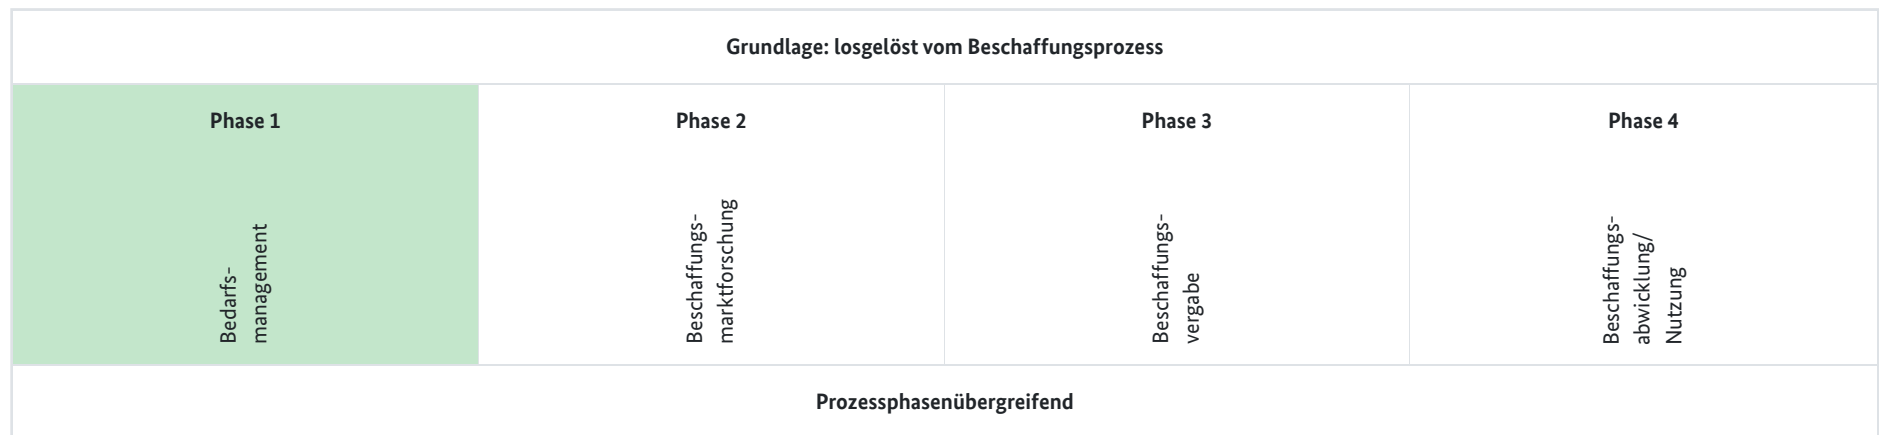 Grundlage: losgelöst vom Beschaffungsprozess
Phase 1
Bedarfs-
management
Phase 2
Beschaffungs-
marktforschung
Phase 3
Beschaffungs-
vergabe
Phase 4
Beschaffungs-
abwicklung/
Nutzung
Prozessphasenübergreifend